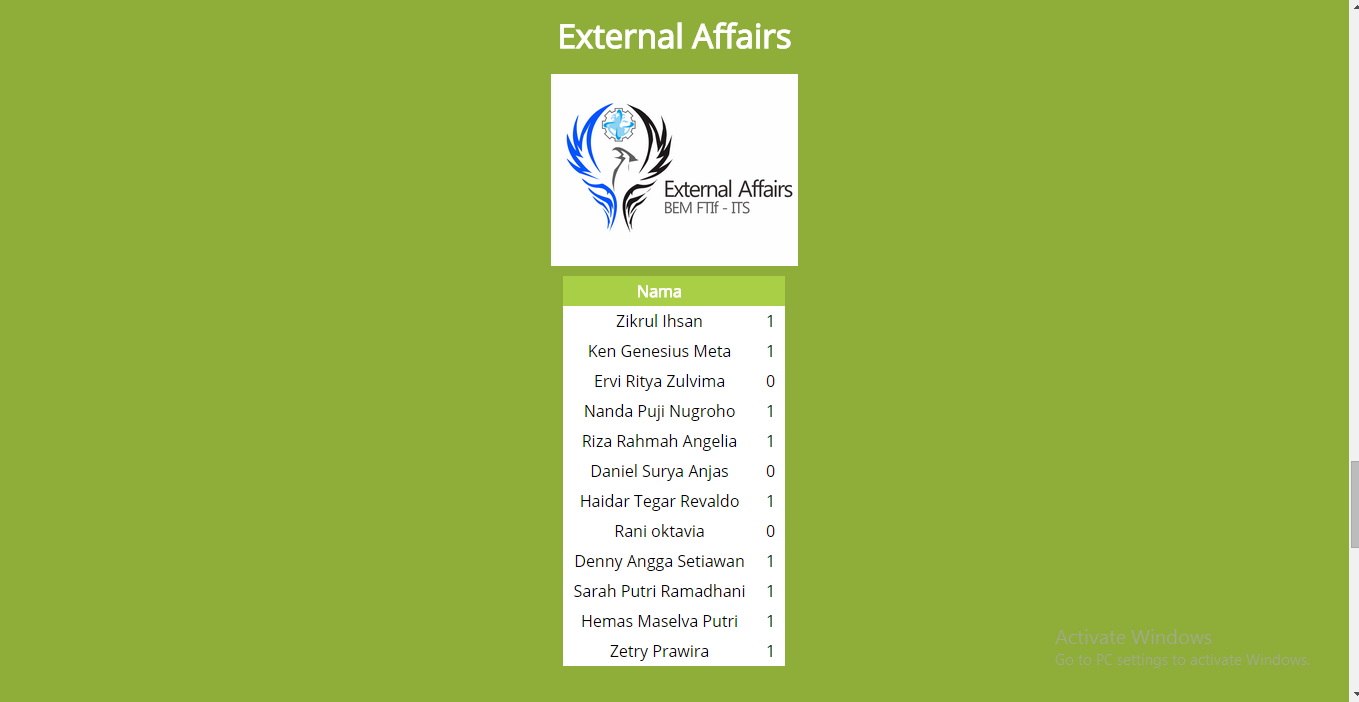 External Affairs
External Affairs
BEM FTIf - ITS
Nama
Zikrul Ihsan 1
Ken Genesius Meta 1
Ervi Ritya Zulvima 0
Nanda Puji Nugroho 1
Riza Rahmah Angelia 1
Daniel Surya Anjas 0
Haidar Tegar Revaldo 1
Rani oktavia 0
Denny Angga Setiawan 1
Sarah Putri Ramadhani 1
Hemas Maselva Putri 1
Zetry Prawira 1
Activate Windows
Go to PC settings to activate Windows.